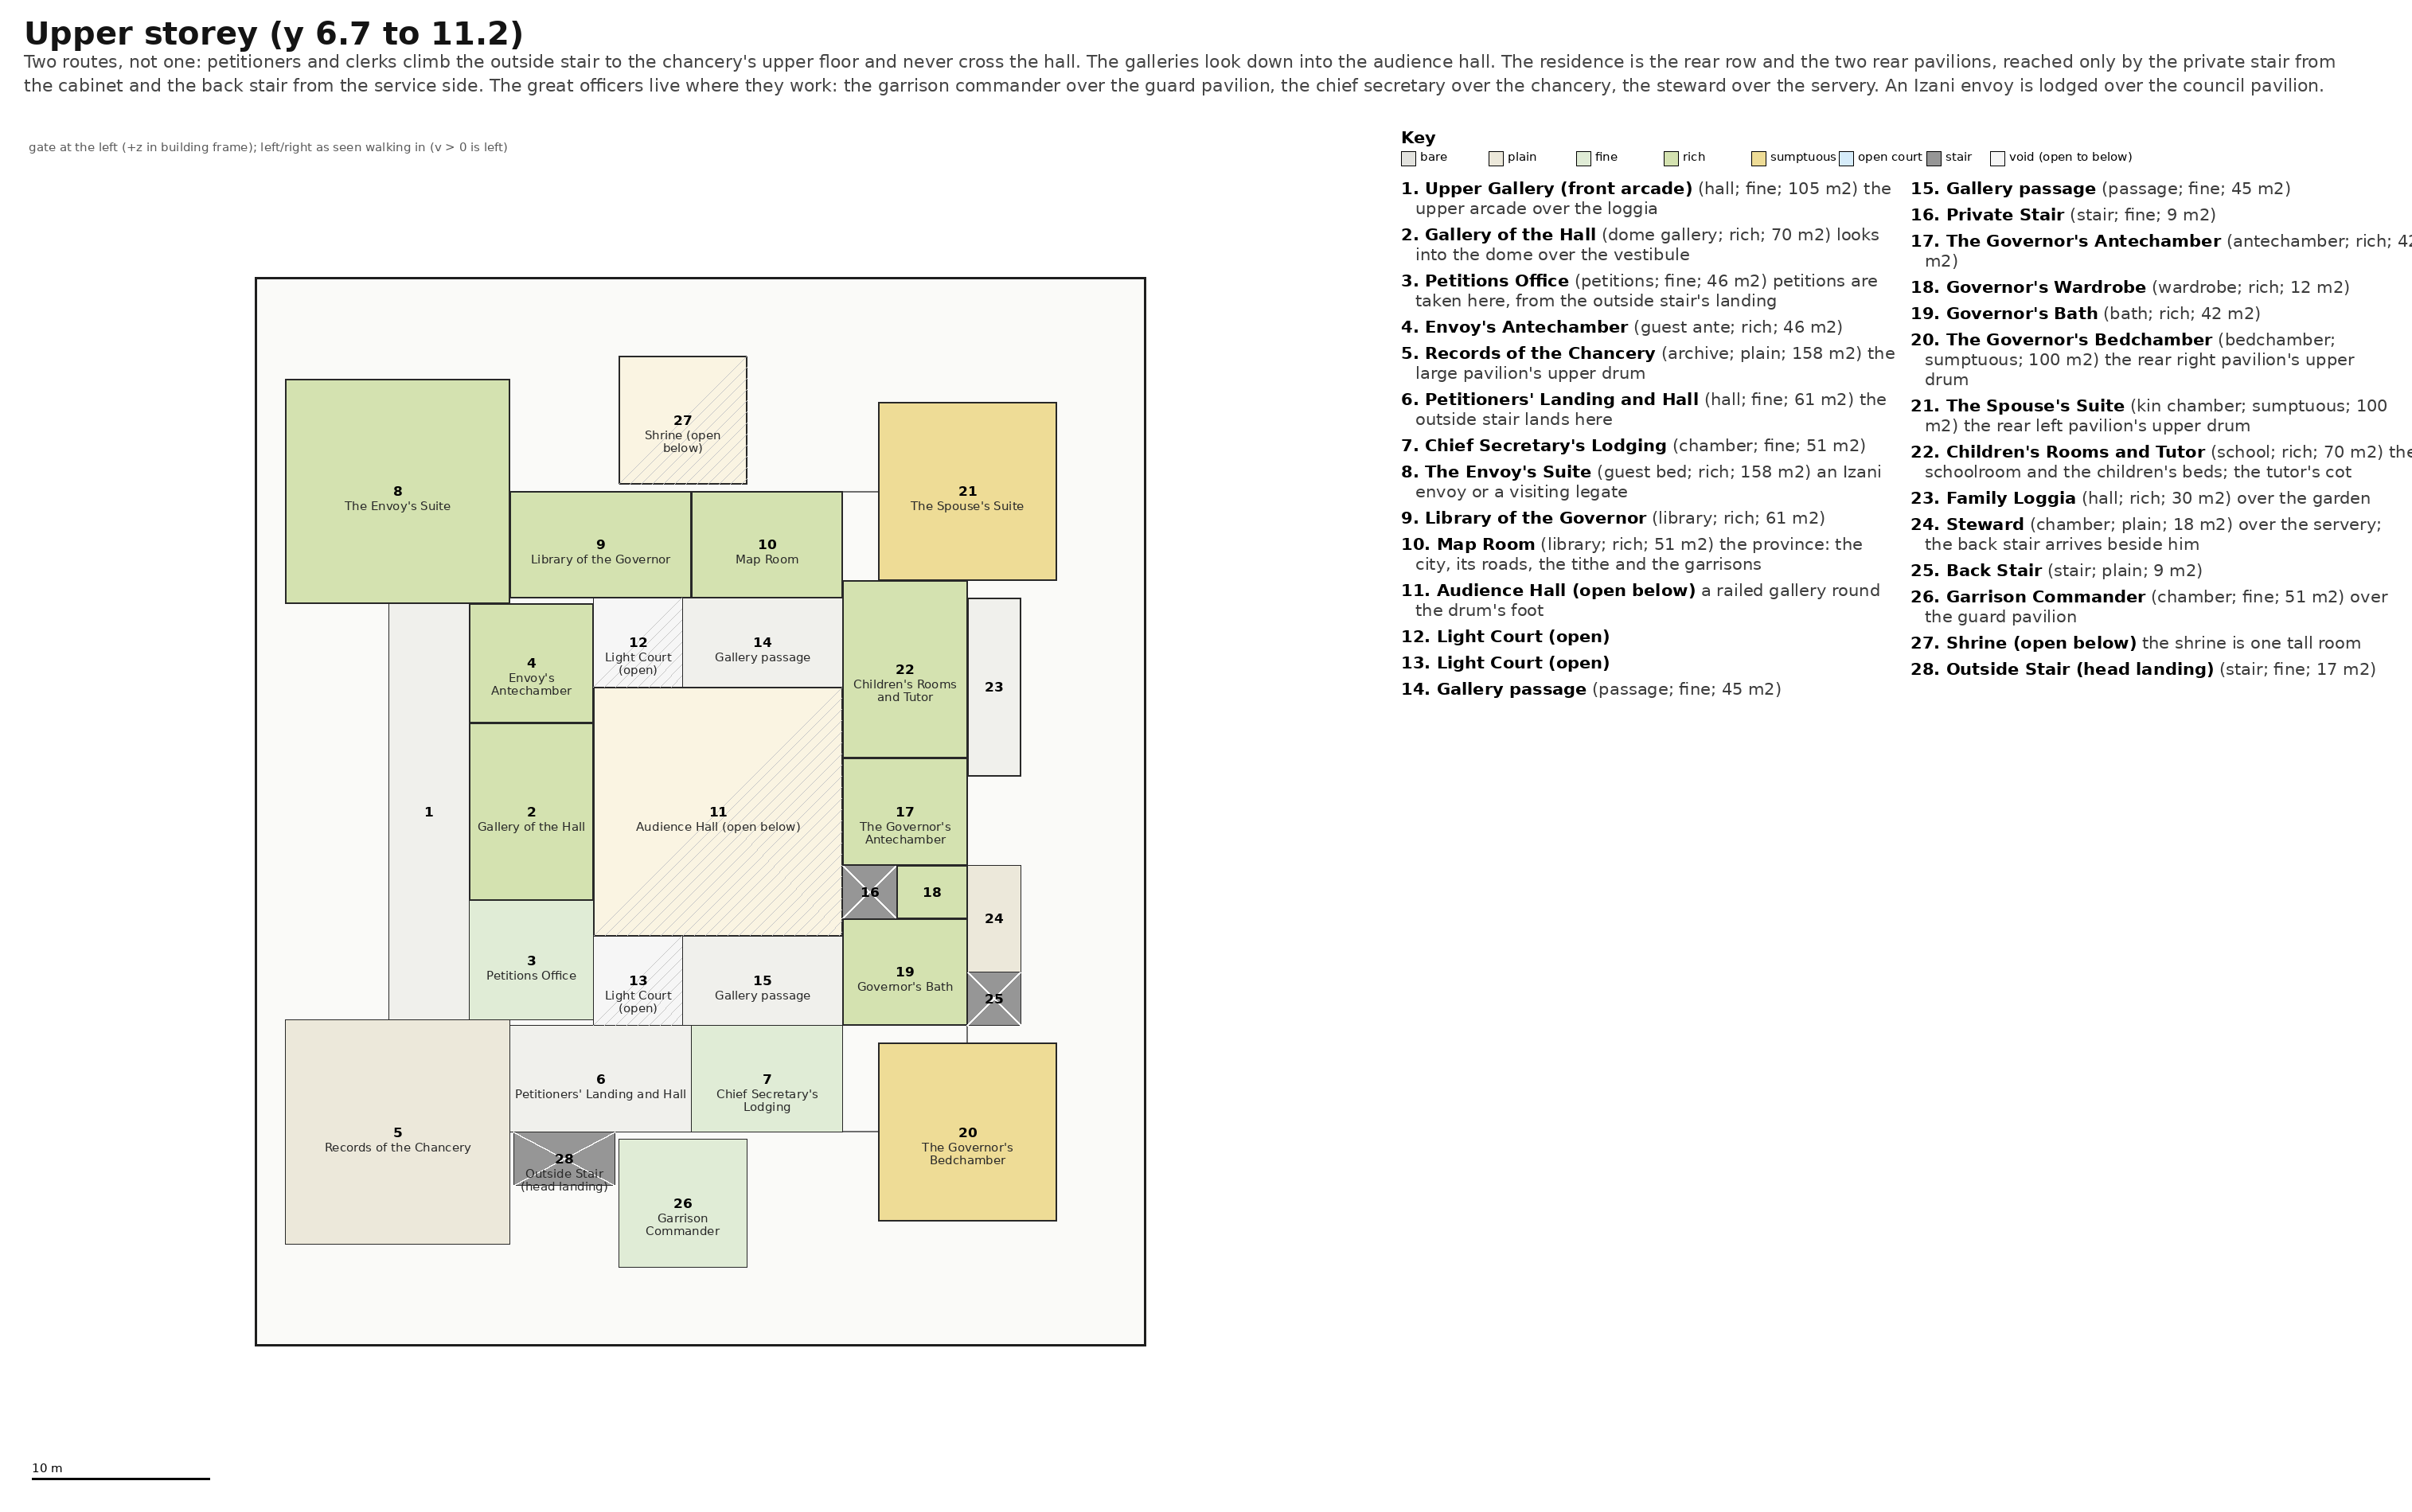 Upper storey (y 6.7 to 11.2)
Two routes, not one: petitioners and clerks climb the outside stair to the chancery's upper floor and never cross the hall. The galleries look down into the audience hall. The residence is the rear row and the two rear pavilions, reached only by the private stair from
the cabinet and the back stair from the service side. The great officers live where they work: the garrison commander over the guard pavilion, the chief secretary over the chancery, the steward over the servery. An Izani envoy is lodged over the council pavilion.
gate at the left (+z in building frame); left/right as seen walking in (v > 0 is left)
27
Shrine (open
below)
8
The Envoy's Suite
21
The Spouse's Suite
9
Library of the Governor
10
Map Room
4
Envoy's
Antechamber
12
Light Court
(open)
14
Gallery passage
22
Children's Rooms
and Tutor
23
1
2
Gallery of the Hall
11
Audience Hall (open below)
17
The Governor's
Antechamber
16
18
24
3
Petitions Office
13
Light Court
(open)
15
Gallery passage
19
Governor's Bath
25
6
Petitioners' Landing and Hall
7
Chief Secretary's
Lodging
5
Records of the Chancery
28
Outside Stair
(head landing)
20
The Governor's
Bedchamber
26
Garrison
Commander
10 m
Key
bare
plain
fine
rich
sumptuous
open court
stair
void (open to below)
1. Upper Gallery (front arcade) (hall; fine; 105 m2) the
upper arcade over the loggia
2. Gallery of the Hall (dome gallery; rich; 70 m2) looks
into the dome over the vestibule
3. Petitions Office (petitions; fine; 46 m2) petitions are
taken here, from the outside stair's landing
4. Envoy's Antechamber (guest ante; rich; 46 m2)
5. Records of the Chancery (archive; plain; 158 m2) the
large pavilion's upper drum
6. Petitioners' Landing and Hall (hall; fine; 61 m2) the
outside stair lands here
7. Chief Secretary's Lodging (chamber; fine; 51 m2)
8. The Envoy's Suite (guest bed; rich; 158 m2) an Izani
envoy or a visiting legate
9. Library of the Governor (library; rich; 61 m2)
10. Map Room (library; rich; 51 m2) the province: the
city, its roads, the tithe and the garrisons
11. Audience Hall (open below) a railed gallery round
the drum's foot
12. Light Court (open)
13. Light Court (open)
14. Gallery passage (passage; fine; 45 m2)
15. Gallery passage (passage; fine; 45 m2)
16. Private Stair (stair; fine; 9 m2)
17. The Governor's Antechamber (antechamber; rich; 42
m2)
18. Governor's Wardrobe (wardrobe; rich; 12 m2)
19. Governor's Bath (bath; rich; 42 m2)
20. The Governor's Bedchamber (bedchamber;
sumptuous; 100 m2) the rear right pavilion's upper
drum
21. The Spouse's Suite (kin chamber; sumptuous; 100
m2) the rear left pavilion's upper drum
22. Children's Rooms and Tutor (school; rich; 70 m2) the
schoolroom and the children's beds; the tutor's cot
23. Family Loggia (hall; rich; 30 m2) over the garden
24. Steward (chamber; plain; 18 m2) over the servery;
the back stair arrives beside him
25. Back Stair (stair; plain; 9 m2)
26. Garrison Commander (chamber; fine; 51 m2) over
the guard pavilion
27. Shrine (open below) the shrine is one tall room
28. Outside Stair (head landing) (stair; fine; 17 m2)